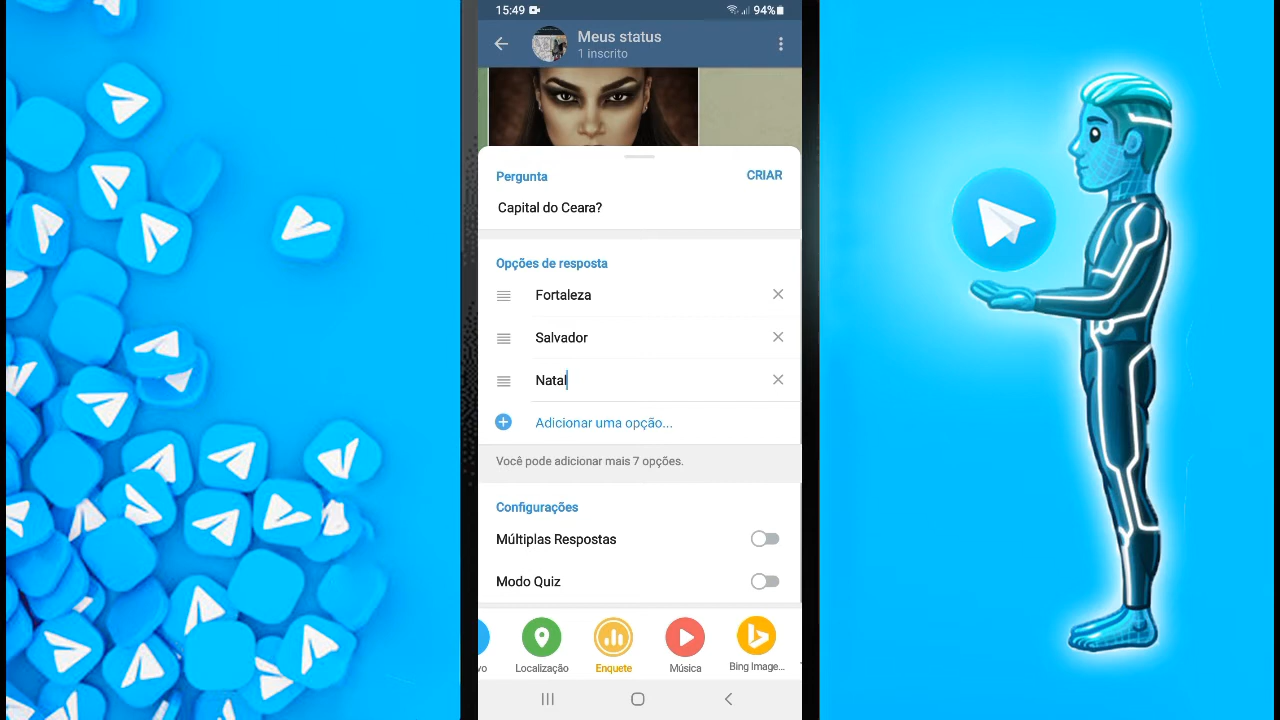 15:49
94%
Meus status
1 inscrito
Pergunta
CRIAR
Capital do Ceara?
Opções de resposta
Fortaleza
Salvador
Natal
Adicionar uma opção...
Você pode adicionar mais 7 opções.
Configurações
Múltiplas Respostas
Modo Quiz
vo
Localização
Enquete
Música
Bing Image...